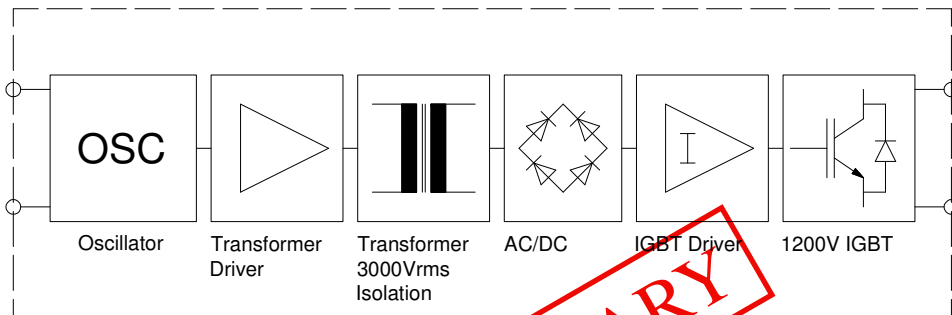 OSC
Oscillator
Transformer
Driver
Transformer
3000Vrms
Isolation
AC/DC
IGBT Driver
1200V IGBT